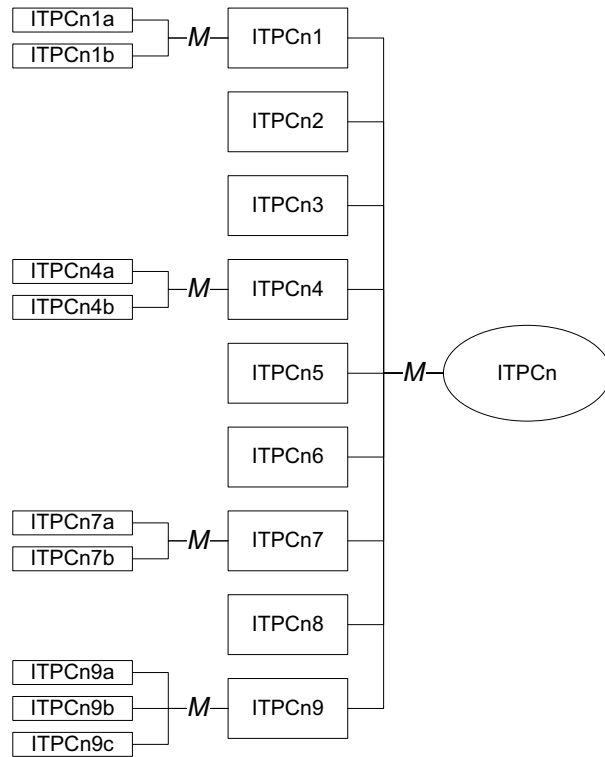 ITPCn1a
ITPCn1b
M
ITPCn1
ITPCn2
ITPCn3
ITPCn4a
ITPCn4b
M
ITPCn4
ITPCn5
M
ITPCn
ITPCn6
ITPCn7a
ITPCn7b
M
ITPCn7
ITPCn8
ITPCn9a
ITPCn9b
ITPCn9c
M
ITPCn9